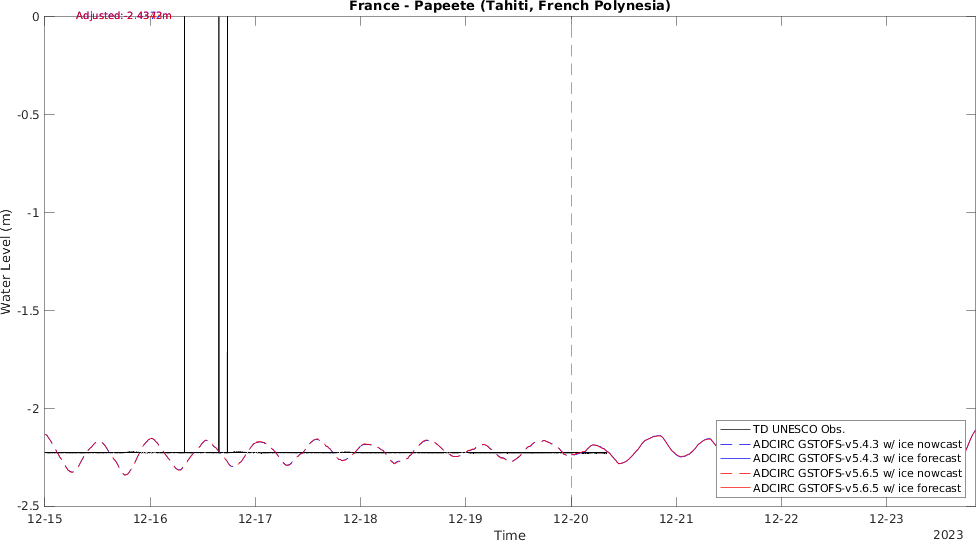 France - Papeete (Tahiti, French Polynesia)
Adjusted:
0
-0.5
-1
-1.5
-2
-2.5
Water Level (m)
12-15 12-16 12-17 12-18 12-19 12-20 12-21 12-22 12-23
Time
2023
TD UNESCO Obs.
ADCIRC GSTOFS-v5.4.3 w/ ice nowcast
ADCIRC GSTOFS-v5.4.3 w/ ice forecast
ADCIRC GSTOFS-v5.6.5 w/ ice nowcast
ADCIRC GSTOFS-v5.6.5 w/ ice forecast